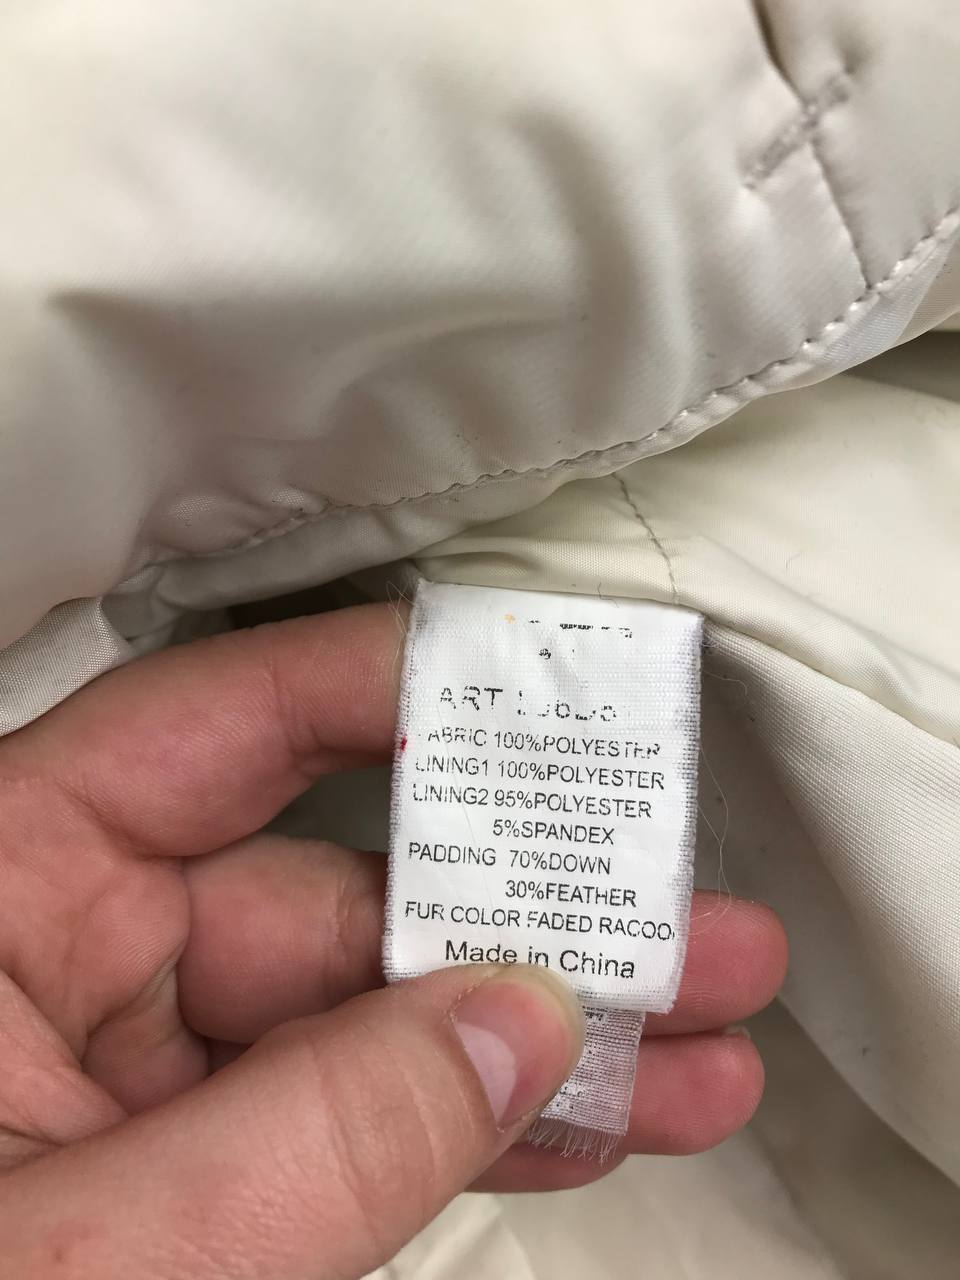 ART
FABRIC 100%POLYESTER
LINING1 100%POLYESTER
LINING2 95%POLYESTER
5%SPANDEX
PADDING 70%DOWN
30%FEATHER
FUR COLOR FADED RACOO
Made in China